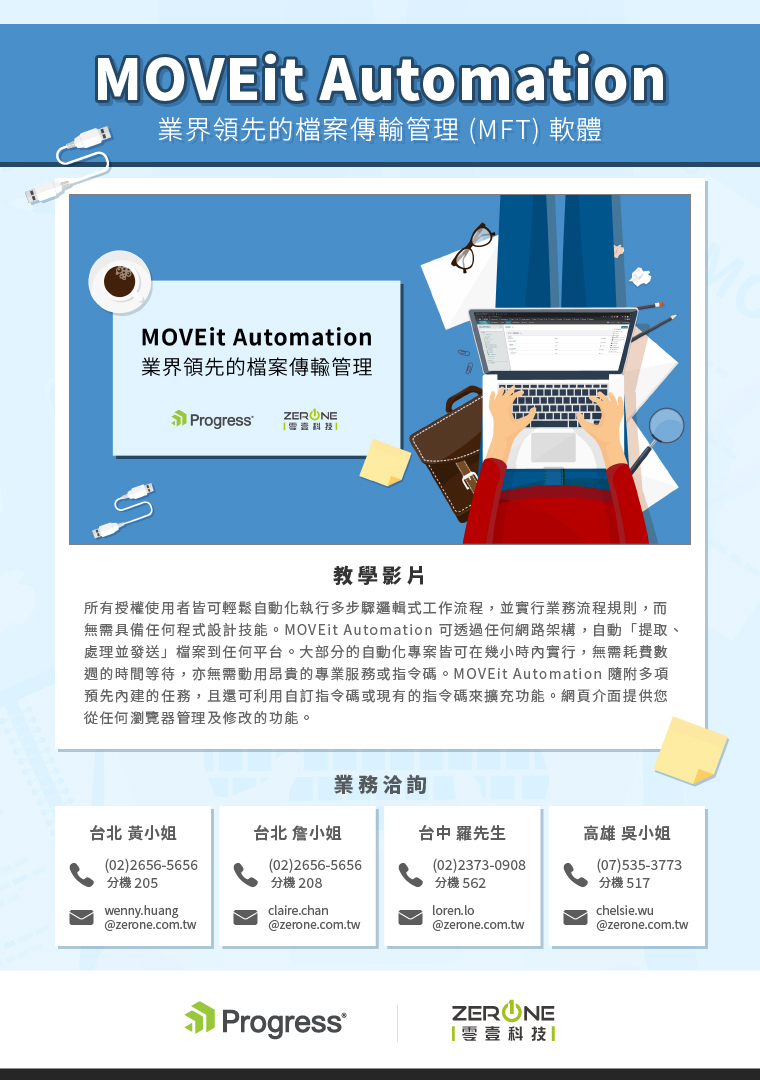 MOVEit Automation
業界領先的檔案傳輸管理 (MFT) 軟體
MOVEit Automation
業界領先的檔案傳輸管理
Progress®
ZERONE
零壹科技
教學影片
所有授權使用者皆可輕鬆自動化執行多步驟邏輯式工作流程，並實行業務流程規則，而
無需具備任何程式設計技能。MOVEit Automation 可透過任何網路架構，自動「提取、
處理並發送」檔案到任何平台。大部分的自動化專案皆可在幾小時內實行，無需耗費數
週的時間等待，亦無需動用昂貴的專業服務或指令碼。MOVEit Automation 隨附多項
預先內建的任務，且還可利用自訂指令碼或現有的指令碼來擴充功能。網頁介面提供您
從任何瀏覽器管理及修改的功能。
業務洽詢
台北 黃小姐
(02)2656-5656
分機 205
wenny.huang
@zerone.com.tw
台北 詹小姐
(02)2656-5656
分機 208
claire.chan
@zerone.com.tw
台中 羅先生
(02)2373-0908
分機 562
loren.lo
@zerone.com.tw
高雄 吳小姐
(07)535-3773
分機 517
chelsie.wu
@zerone.com.tw
Progress®
ZERONE
零壹科技